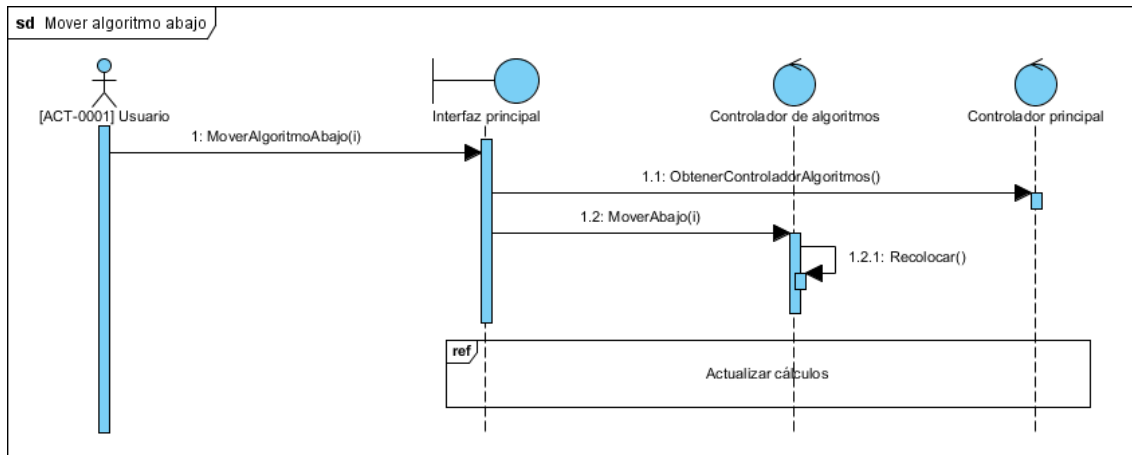 sd Mover algoritmo abajo
[ACT-0001] Usuario
Interfaz principal
Controlador de algoritmos
Controlador principal
1: MoverAlgoritmoAbajo(i)
1.1: ObtenerControladorAlgoritmos()
1.2: MoverAbajo(i)
1.2.1: Recolocar()
ref
Actualizar cálculos